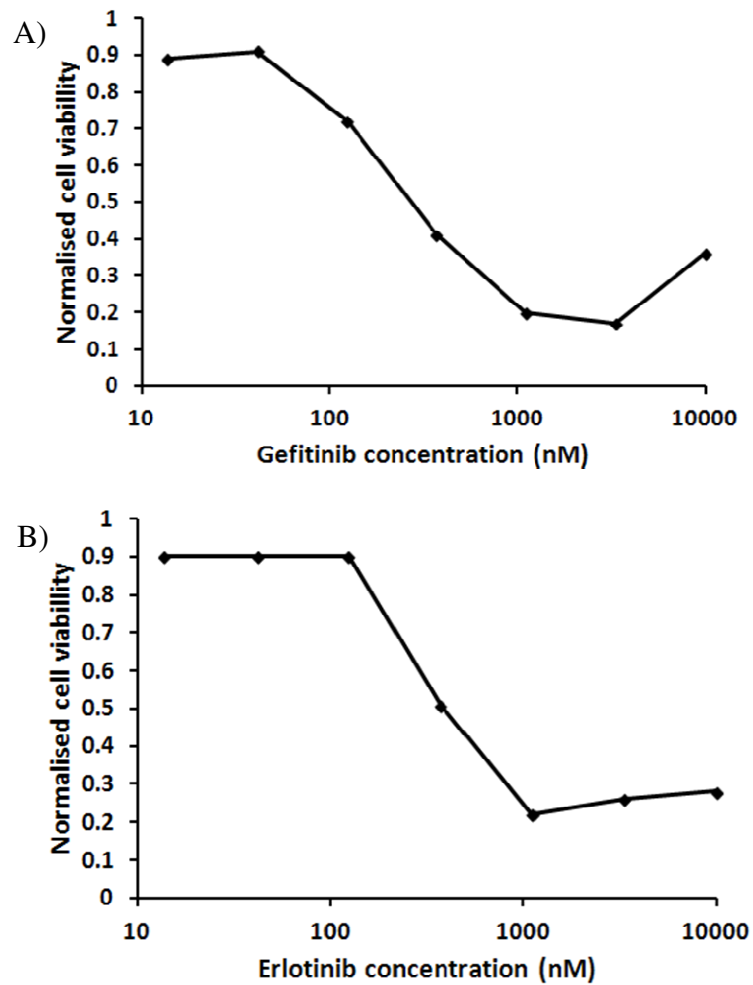 A)
1
0.9
0.8
0.7
0.6
0.5
0.4
0.3
0.2
0.1
0
Normalised cell viabillity
10 100 1000 10000
Gefitinib concentration (nM)
B)
1
0.9
0.8
0.7
0.6
0.5
0.4
0.3
0.2
0.1
0
Normalised cell viability
10 100 1000 10000
Erlotinib concentration (nM)